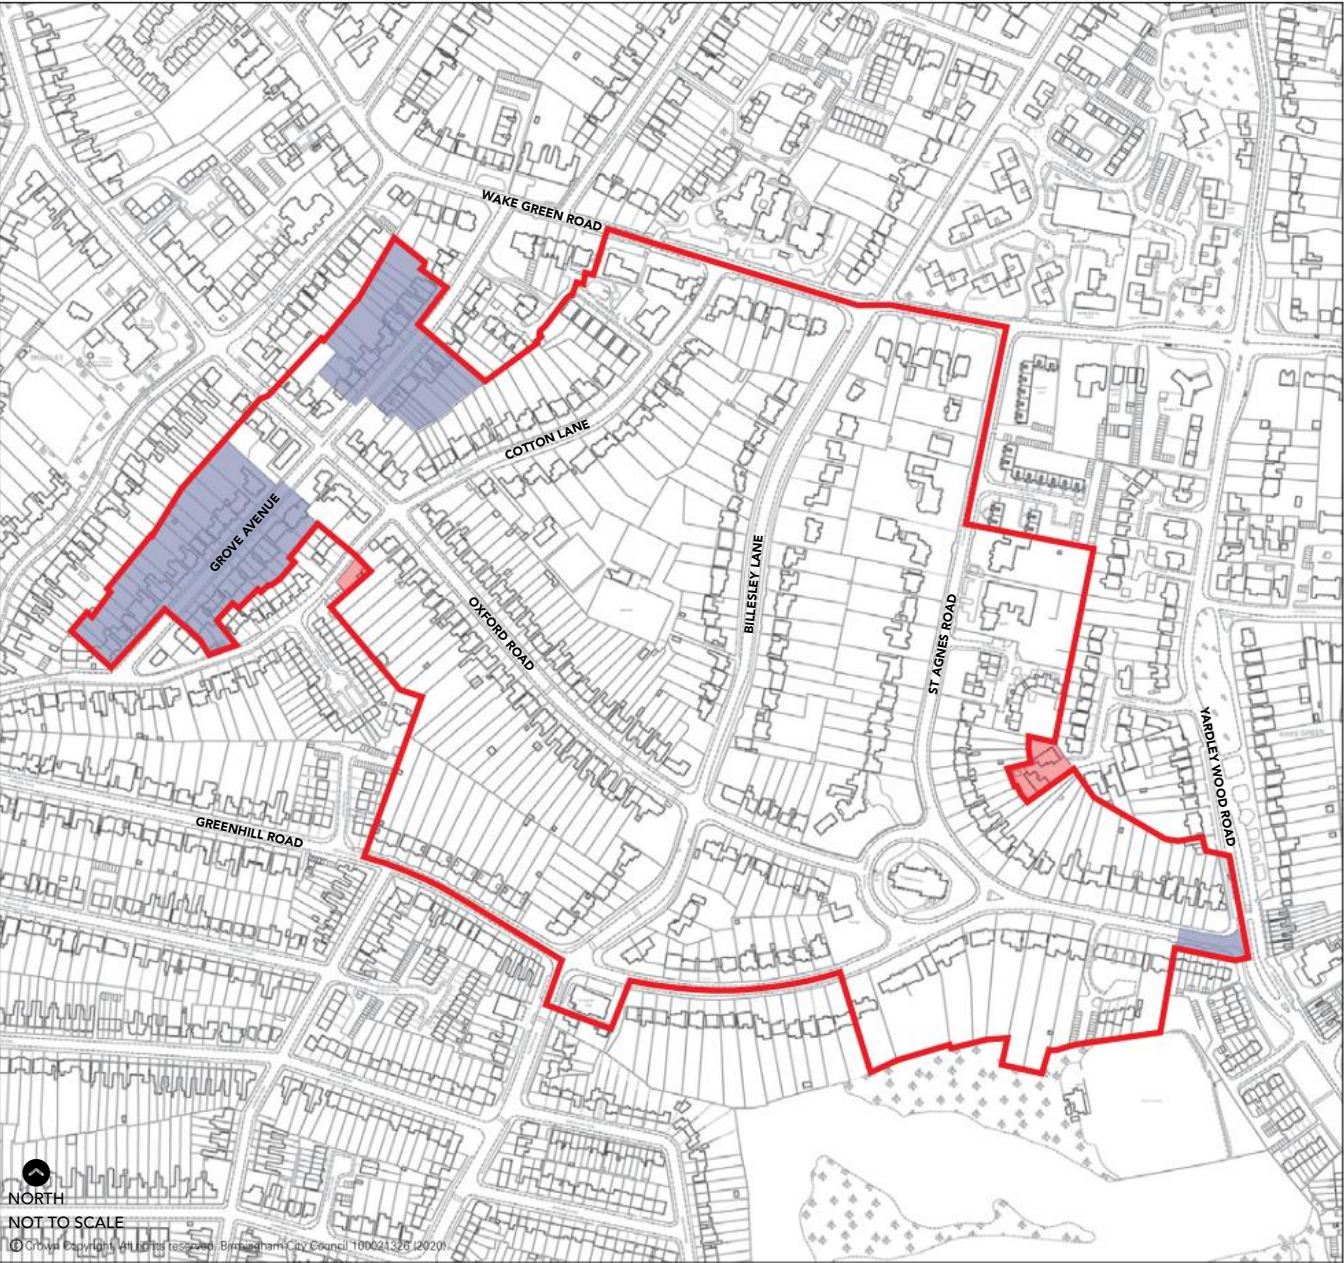 WAKE GREEN ROAD
COTTON LANE
GROVE AVENUE
BILLESLEY LANE
OXFORD ROAD
ST AGNES ROAD
YARDLEY WOOD ROAD
GREENHILL ROAD
NORTH
NOT TO SCALE
© Crown Copyright. All rights reserved. Birmingham City Council 100021326 (2020).